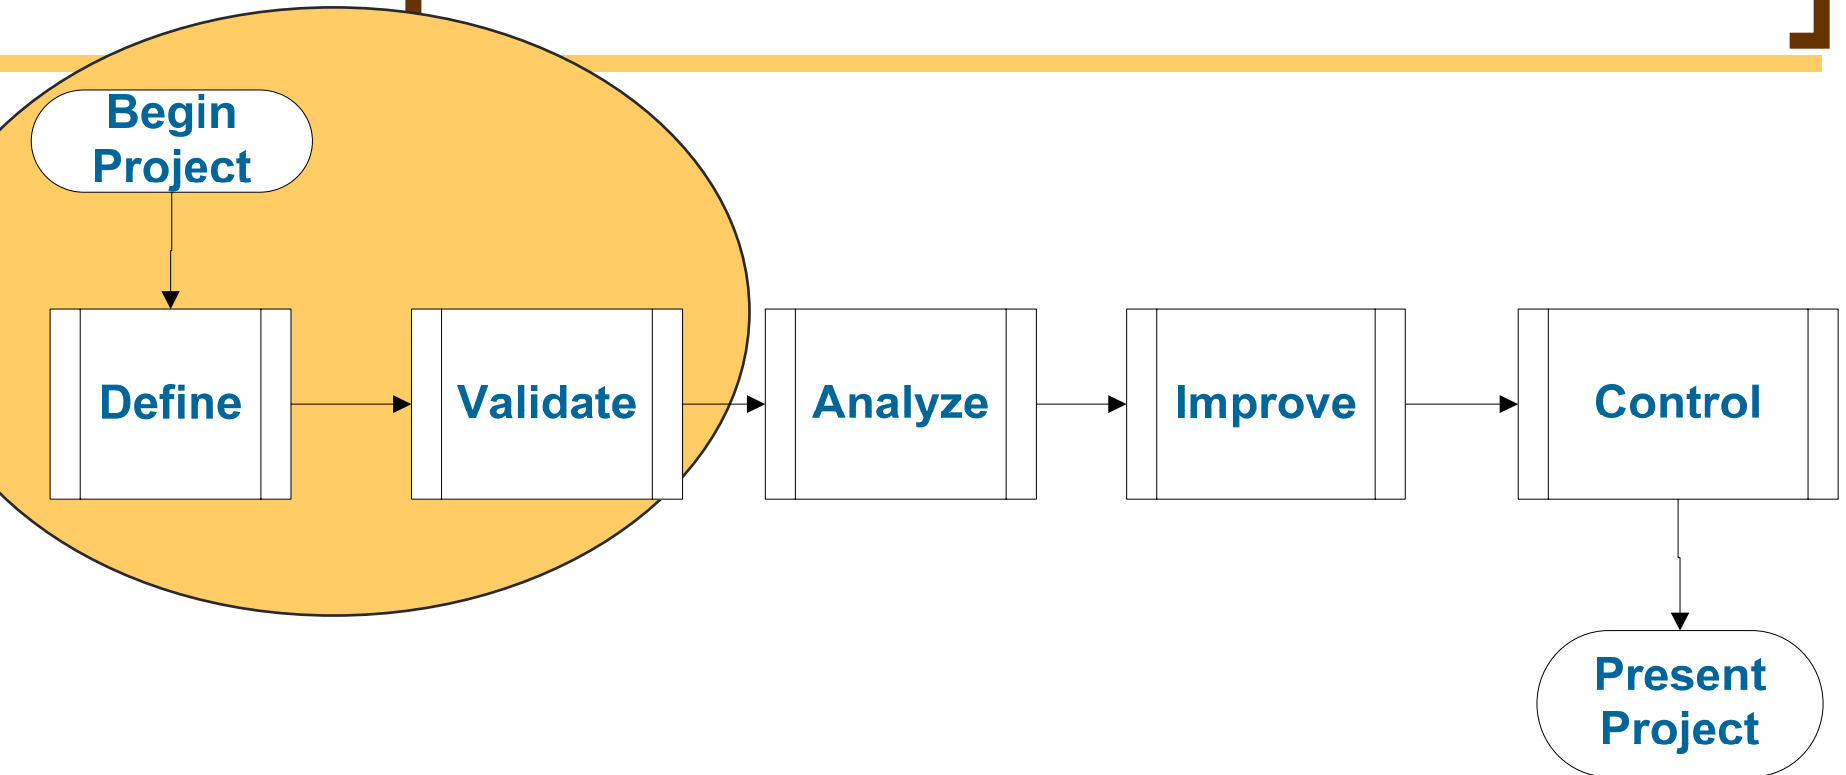 Begin
Project
Define
Validate
Analyze
Improve
Control
Present
Project